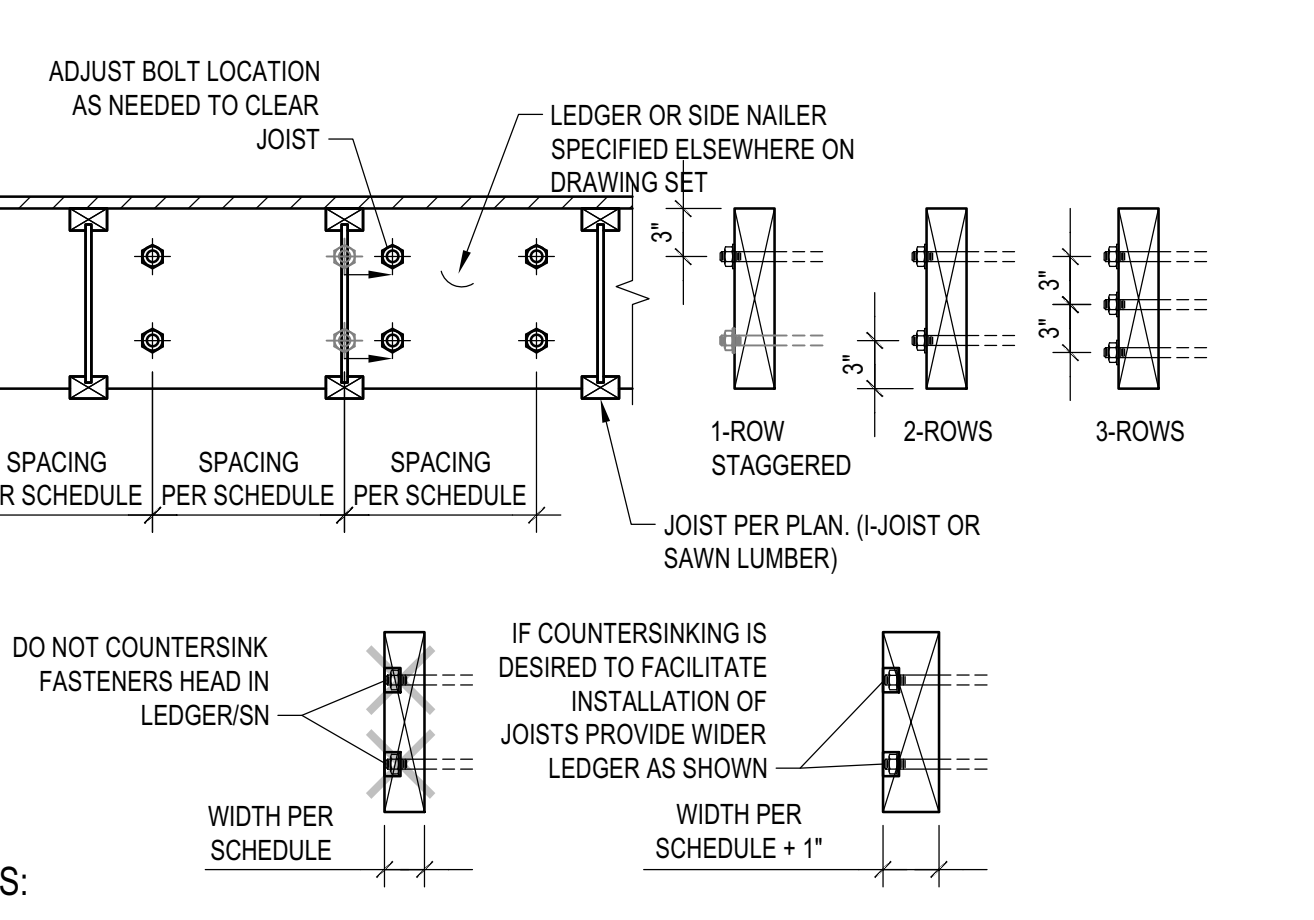 ADJUST BOLT LOCATION
AS NEEDED TO CLEAR
JOIST
LEDGER OR SIDE NAILER
SPECIFIED ELSEWHERE ON
DRAWING SET
3"
3"
3"
3"
1-ROW
STAGGERED
2-ROWS
3-ROWS
SPACING
R SCHEDULE
SPACING
PER SCHEDULE
SPACING
PER SCHEDULE
JOIST PER PLAN. (I-JOIST OR
SAWN LUMBER)
DO NOT COUNTERSINK
FASTENERS HEAD IN
LEDGER/SN
WIDTH PER
SCHEDULE
IF COUNTERSINKING IS
DESIRED TO FACILITATE
INSTALLATION OF
JOISTS PROVIDE WIDER
LEDGER AS SHOWN
WIDTH PER
SCHEDULE + 1"
S: